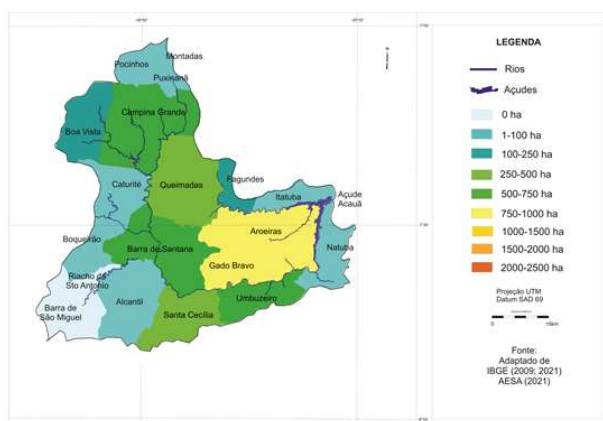 Montadas
Pocinhos
Puxinanã
Campina Grande
Boa Vista
Fagundes
Caturité
Queimadas
Itatuba
Açude
Acauã
Aroeiras
Boqueirão
Barra de Santana
Natuba
Gado Bravo
Riacho de
Sto Antonio
Barra de
São Miguel
Alcantil
Umbuzeiro
Santa Cecília
LEGENDA
Rios
Açudes
0 ha
1-100 ha
100-250 ha
250-500 ha
500-750 ha
750-1000 ha
1000-1500 ha
1500-2000 ha
2000-2500 ha
Projeção UTM
Datum SAD 69
0 10km
Fonte:
Adaptado de
IBGE (2009; 2021)
AESA (2021)